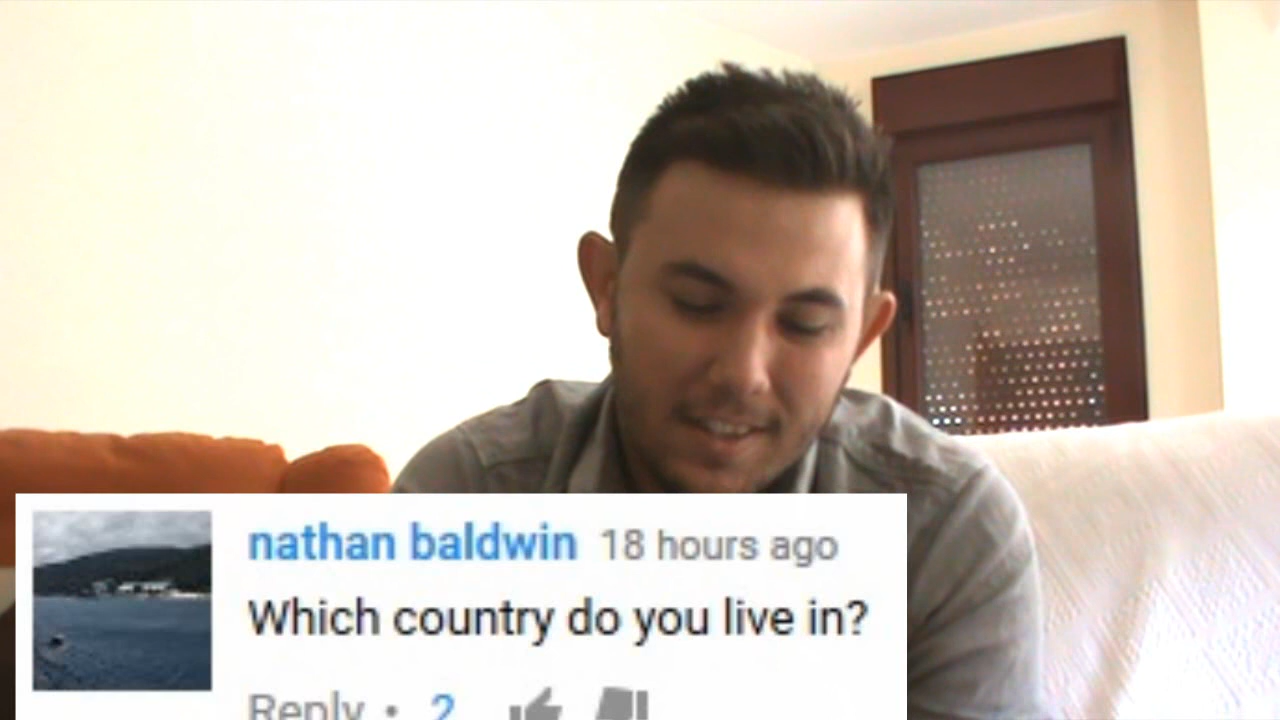 nathan baldwin 18 hours ago
Which country do you live in?
Reply • 2